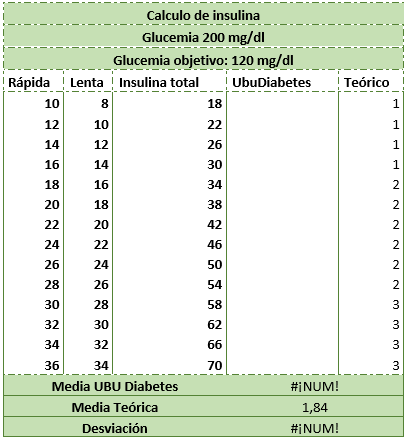 Calculo de insulina
Glucemia 200 mg/dl
Glucemia objetivo: 120 mg/dl
Rápida Lenta Insulina total UbuDiabetes Teórico
10 8 18 1
12 10 22 1
14 12 26 1
16 14 30 1
18 16 34 2
20 18 38 2
22 20 42 2
24 22 46 2
26 24 50 2
28 26 54 2
30 28 58 3
32 30 62 3
34 32 66 3
36 34 70 3
Media UBU Diabetes #¡NUM!
Media Teórica 1,84
Desviación #¡NUM!